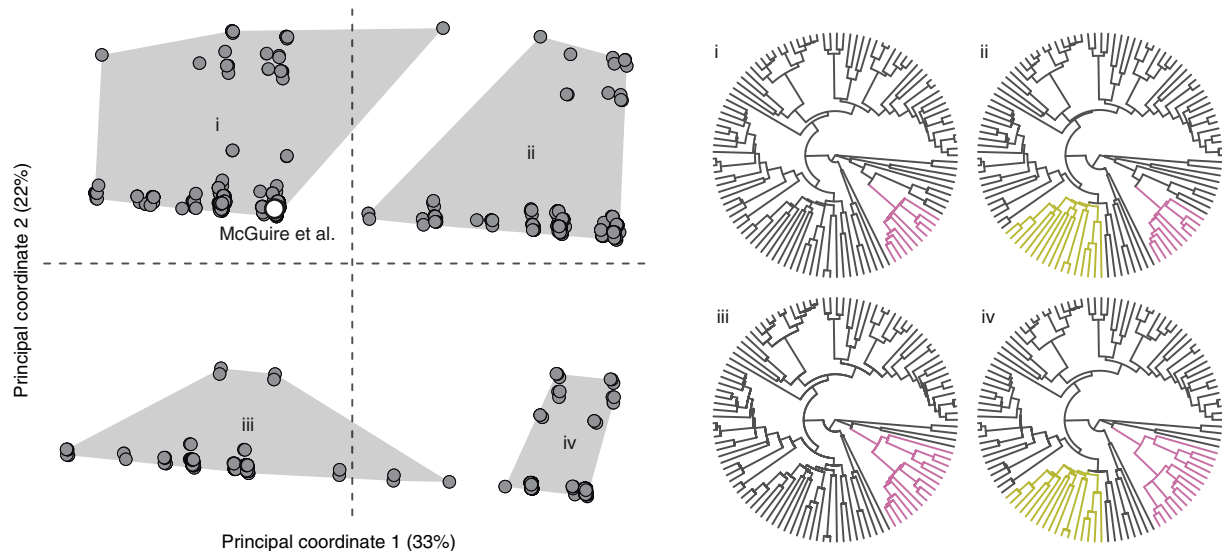 i
ii
McGuire et al.
iii
iv
Principal coordinate 2 (22%)
Principal coordinate 1 (33%)
i
ii
iii
iv